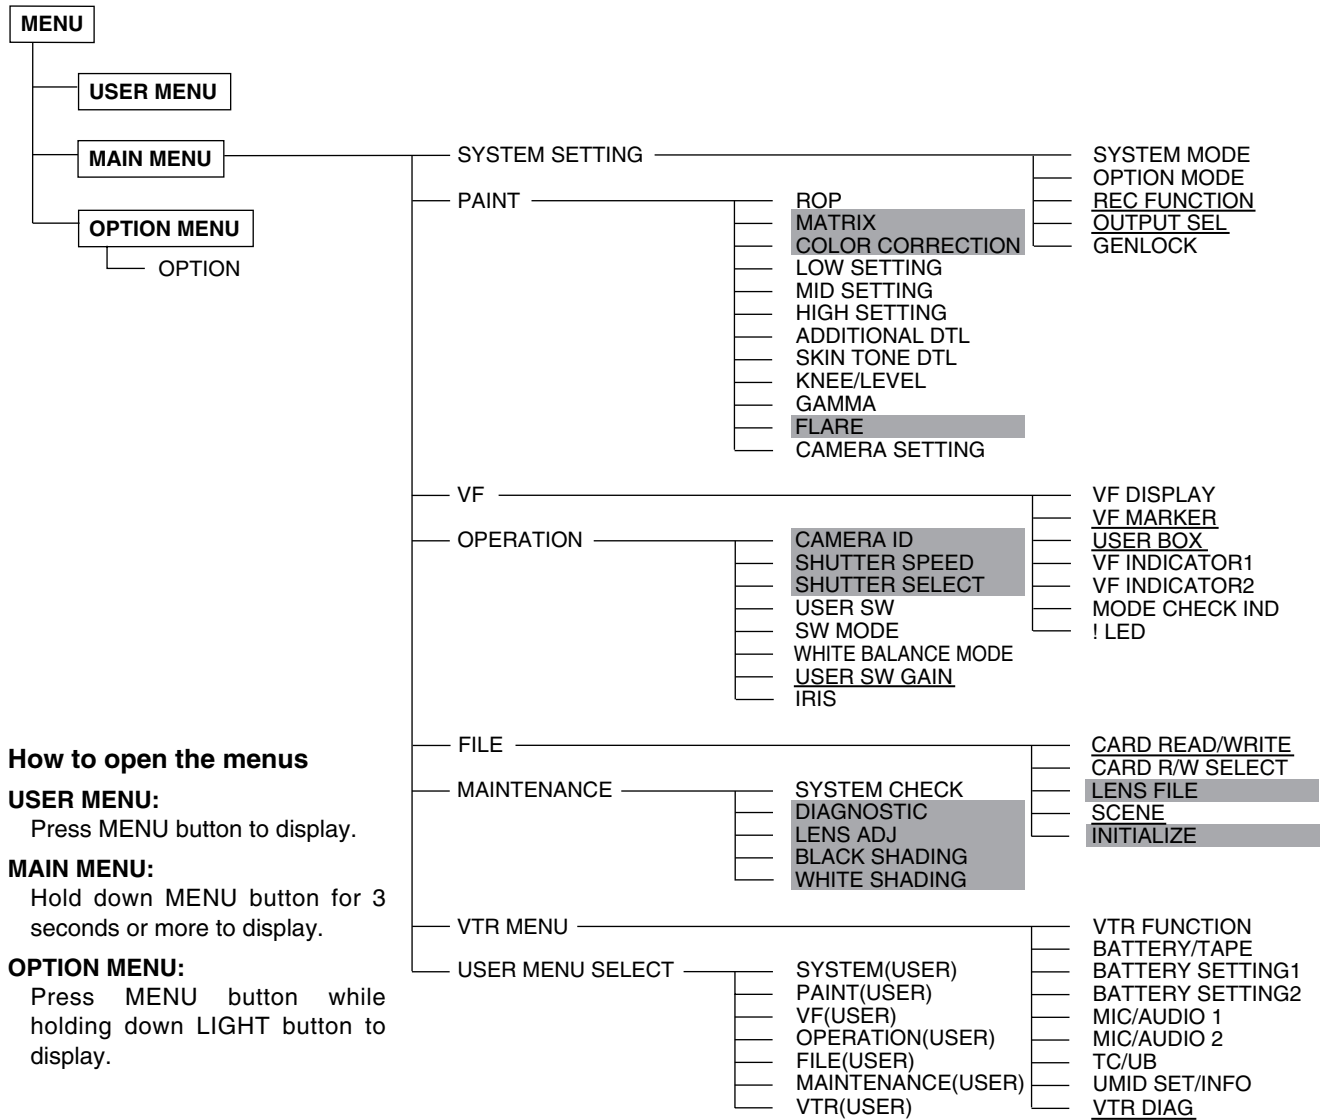 MENU
USER MENU
MAIN MENU
OPTION MENU
OPTION
SYSTEM SETTING
SYSTEM MODE
OPTION MODE
REC FUNCTION
OUTPUT SEL
GENLOCK
PAINT
ROP
MATRIX
COLOR CORRECTION
LOW SETTING
MID SETTING
HIGH SETTING
ADDITIONAL DTL
SKIN TONE DTL
KNEE/LEVEL
GAMMA
FLARE
CAMERA SETTING
VF
VF DISPLAY
VF MARKER
USER BOX
VF INDICATOR1
VF INDICATOR2
MODE CHECK IND
! LED
OPERATION
CAMERA ID
SHUTTER SPEED
SHUTTER SELECT
USER SW
SW MODE
WHITE BALANCE MODE
USER SW GAIN
IRIS
FILE
CARD READ/WRITE
CARD R/W SELECT
LENS FILE
SCENE
INITIALIZE
MAINTENANCE
SYSTEM CHECK
DIAGNOSTIC
LENS ADJ
BLACK SHADING
WHITE SHADING
VTR MENU
VTR FUNCTION
BATTERY/TAPE
BATTERY SETTING1
BATTERY SETTING2
MIC/AUDIO 1
MIC/AUDIO 2
TC/UB
UMID SET/INFO
VTR DIAG
USER MENU SELECT
SYSTEM(USER)
PAINT(USER)
VF(USER)
OPERATION(USER)
FILE(USER)
MAINTENANCE(USER)
VTR(USER)
How to open the menus
USER MENU:
Press MENU button to display.
MAIN MENU:
Hold down MENU button for 3
seconds or more to display.
OPTION MENU:
Press MENU button while
holding down LIGHT button to
display.